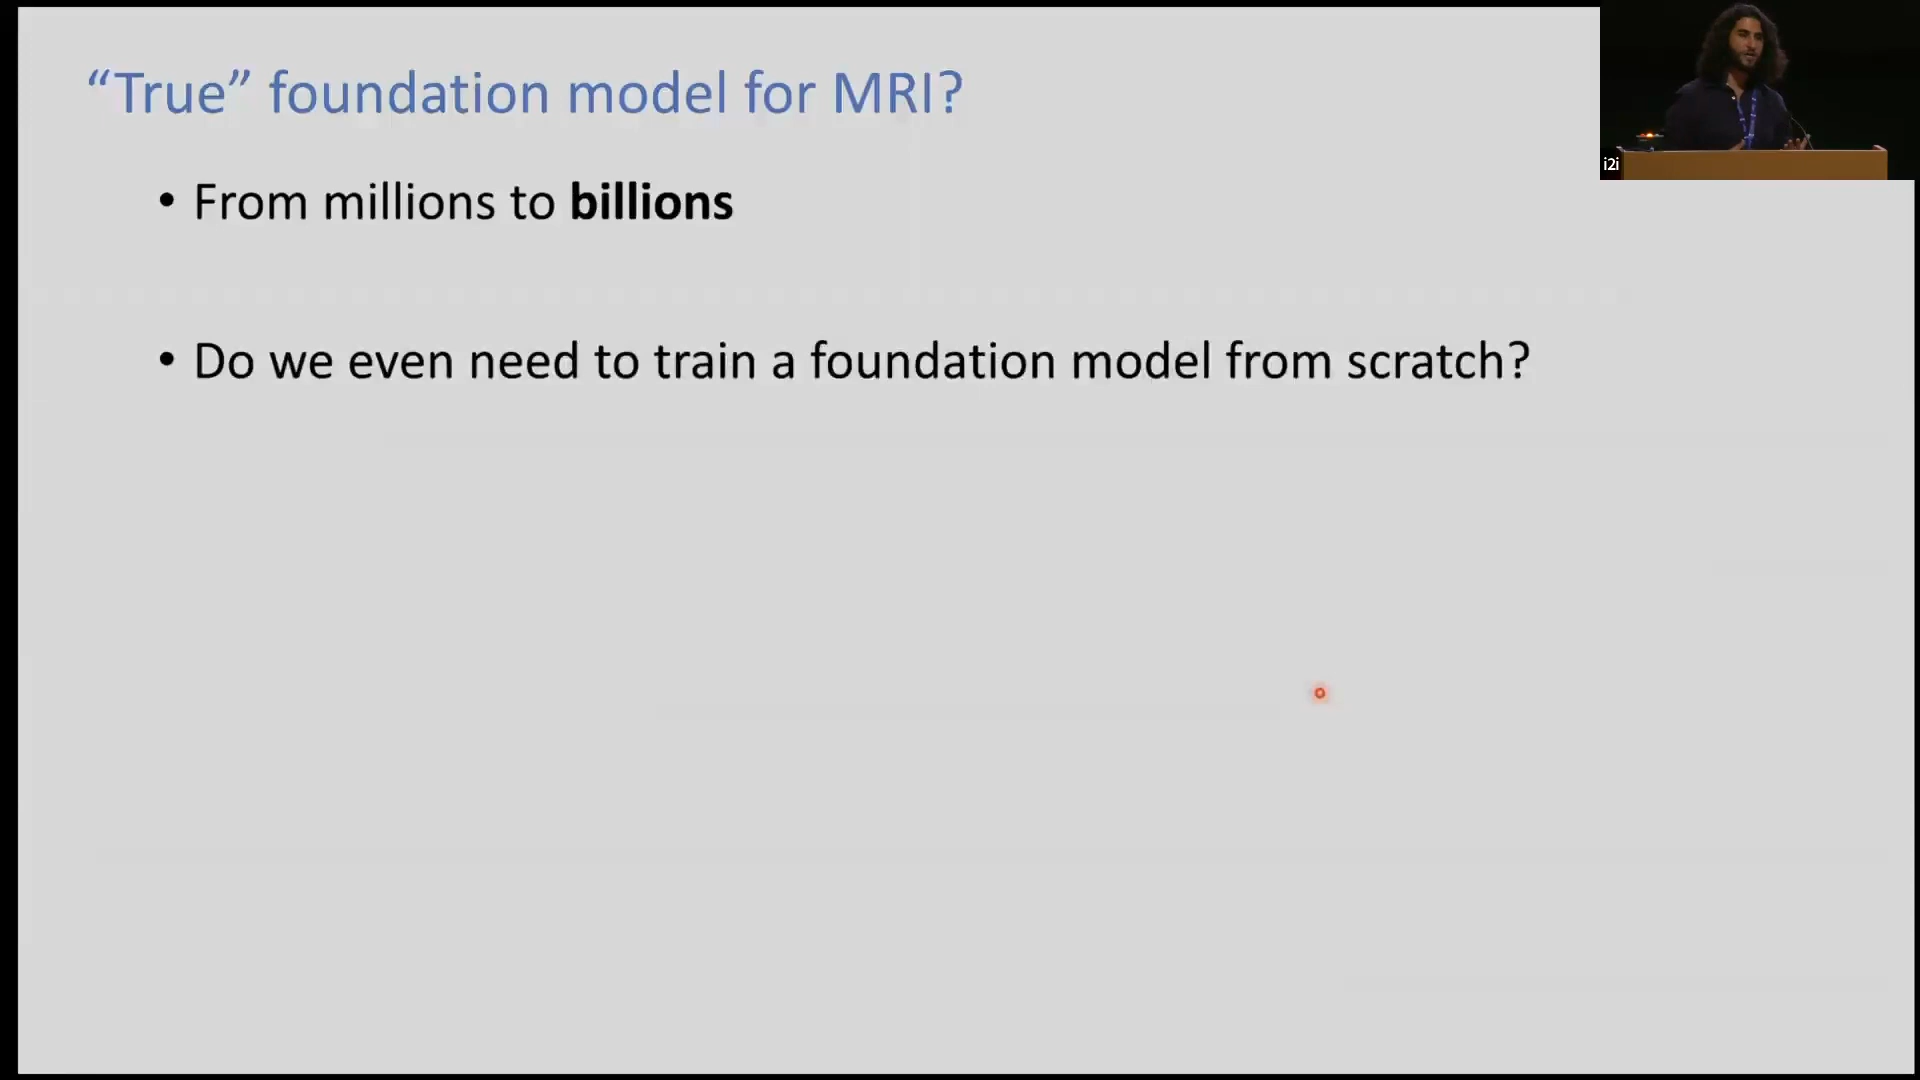 “True” foundation model for MRI?
• From millions to billions
• Do we even need to train a foundation model from scratch?
i2i